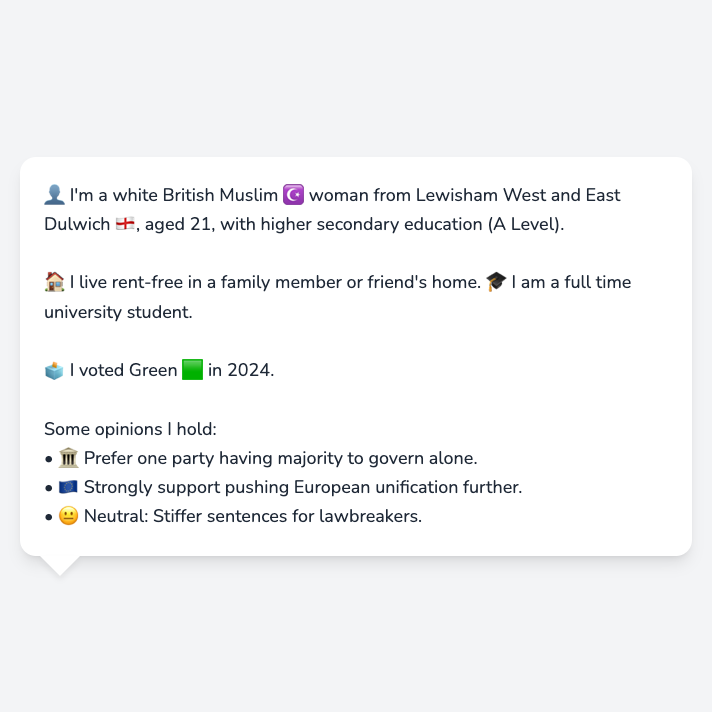 👤 I'm a white British Muslim ☪️ woman from Lewisham West and East
Dulwich 🏴󠁧󠁢󠁥󠁮󠁧󠁿, aged 21, with higher secondary education (A Level).
🏠 I live rent-free in a family member or friend's home. 🎓 I am a full time
university student.
🗳️ I voted Green 🟩 in 2024.
Some opinions I hold:
• 🏛️ Prefer one party having majority to govern alone.
• 🇪🇺 Strongly support pushing European unification further.
• 😐 Neutral: Stiffer sentences for lawbreakers.